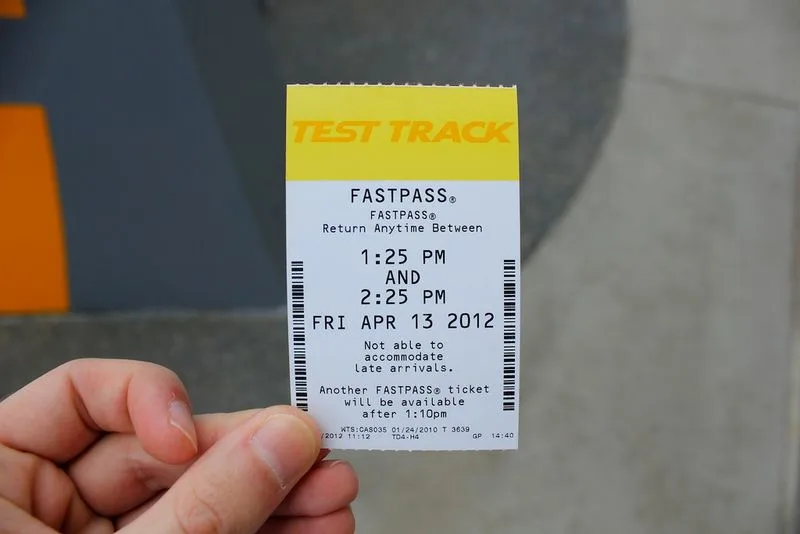 TEST TRACK
FASTPASS®
FASTPASS®
Return Anytime Between
1:25 PM
AND
2:25 PM
FRI APR 13 2012
Not able to
accommodate
late arrivals.
Another FASTPASS® ticket
will be available
after 1:10pm
WTS:CAS035 01/24/2010 T 3639
/2012 11:12 TD4-H4 GP 14:40